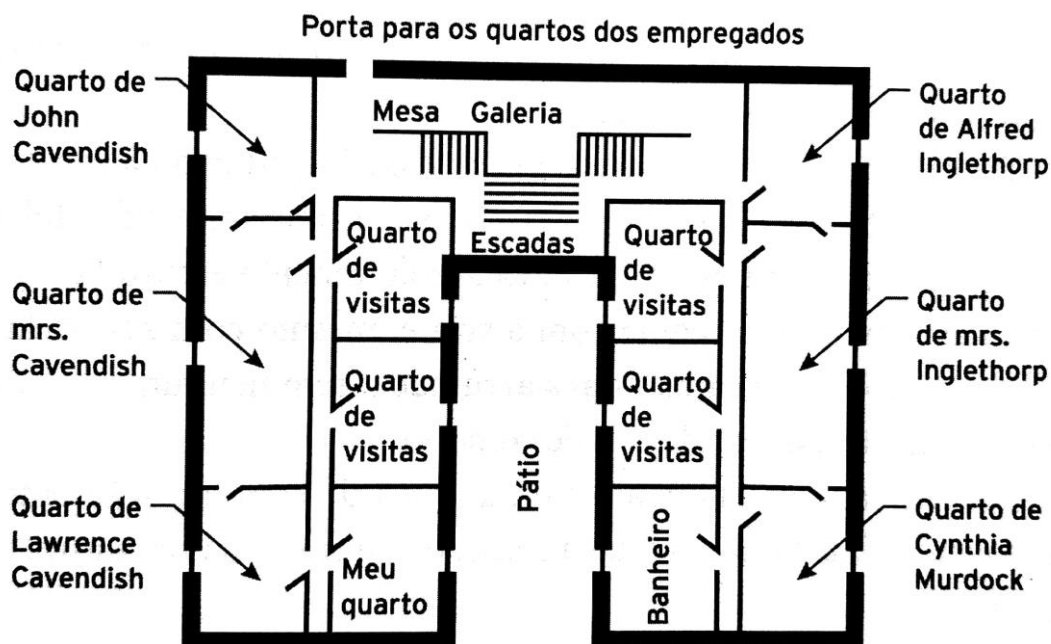 Porta para os quartos dos empregados
Quarto de
John
Cavendish
Mesa Galeria
Quarto
de Alfred
Inglethorp
Quarto
de
visitas
Escadas
Quarto
de
visitas
Quarto de
mrs.
Cavendish
Quarto
de mrs.
Inglethorp
Quarto
de
visitas
Quarto
de
visitas
Pátio
Quarto de
Lawrence
Cavendish
Meu
quarto
Banheiro
Quarto de
Cynthia
Murdock